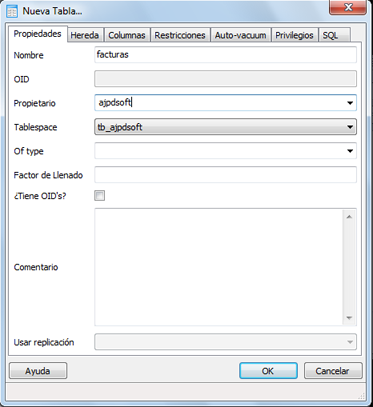 Nueva Tabla...
Propiedades Hereda Columnas Restricciones Auto-vacuum Privilegios SQL
Nombre facturas
OID
Propietario ajpdsoft
Tablespace tb_ajpdsoft
Of type
Factor de Llenado
¿Tiene OID's?
Comentario
Usar replicación
Ayuda OK Cancelar